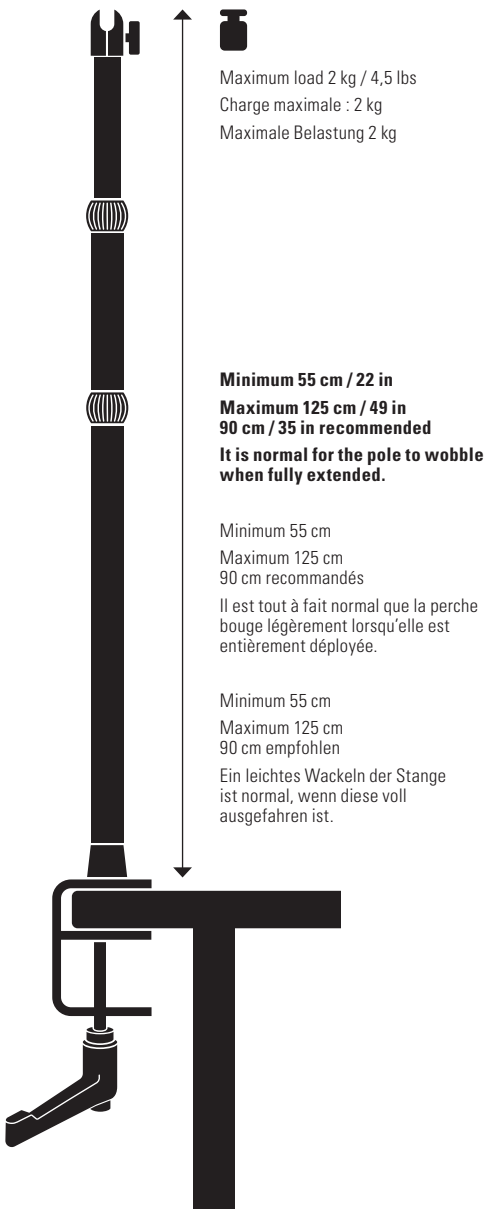 Maximum load 2 kg / 4,5 lbs
Charge maximale : 2 kg
Maximale Belastung 2 kg
Minimum 55 cm / 22 in
Maximum 125 cm / 49 in
90 cm / 35 in recommended
It is normal for the pole to wobble
when fully extended.
Minimum 55 cm
Maximum 125 cm
90 cm recommandés
Il est tout à fait normal que la perche
bouge légèrement lorsqu'elle est
entièrement déployée.
Minimum 55 cm
Maximum 125 cm
90 cm empfohlen
Ein leichtes Wackeln der Stange
ist normal, wenn diese voll
ausgefahren ist.